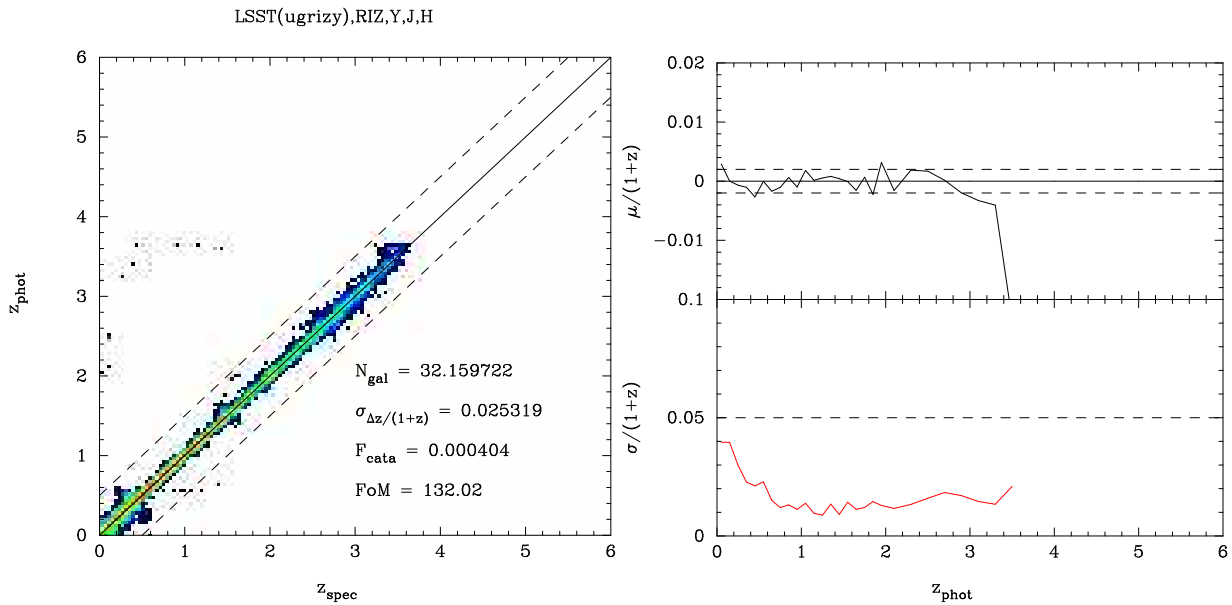 LSST(ugrizy),RIZ,Y,J,H
6
5
4
3
2
1
0
z_phot
N_gal = 32.159722
σ_Δz/(1+z) = 0.025319
F_cata = 0.000404
FoM = 132.02
0 1 2 3 4 5 6
z_spec
0.02
0.01
0
−0.01
μ/(1+z)
0.1
0.05
0
σ/(1+z)
0 1 2 3 4 5 6
z_phot